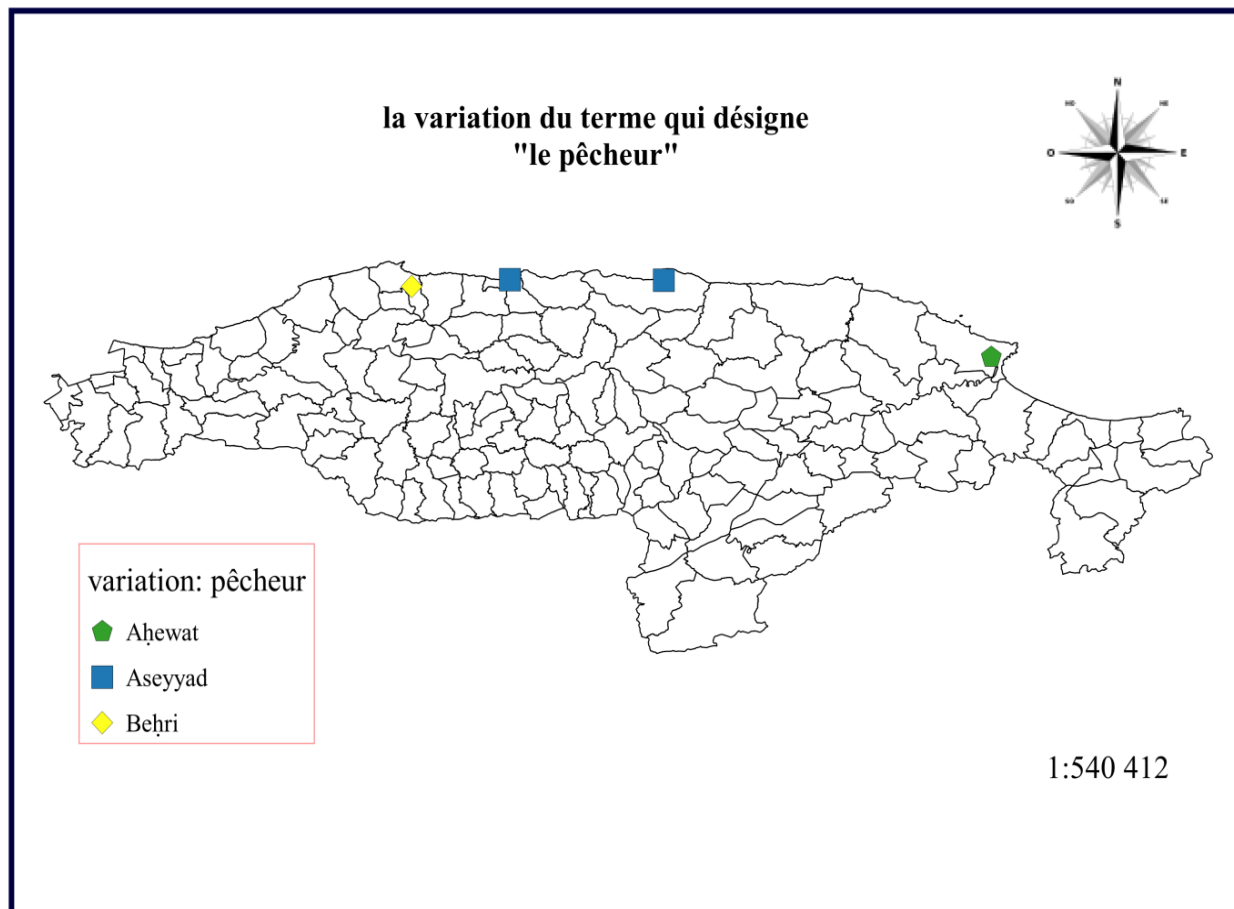 la variation du terme qui désigne
"le pêcheur"
N
O
E
S
variation: pêcheur
Aḥewat
Aseyyad
Beḥri
1:540 412